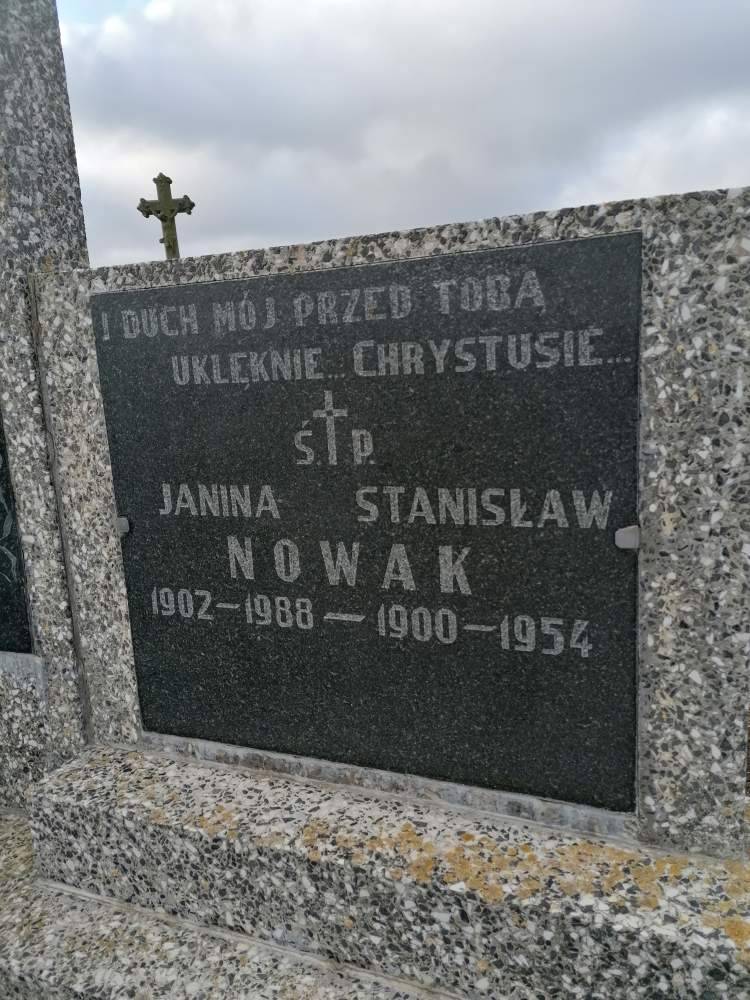 I DUCH MÓJ PRZED TOBĄ
UKLĘKNIE... CHRYSTUSIE...
Ś. P.
JANINA STANISŁAW
NOWAK
1902–1988 — 1900–1954